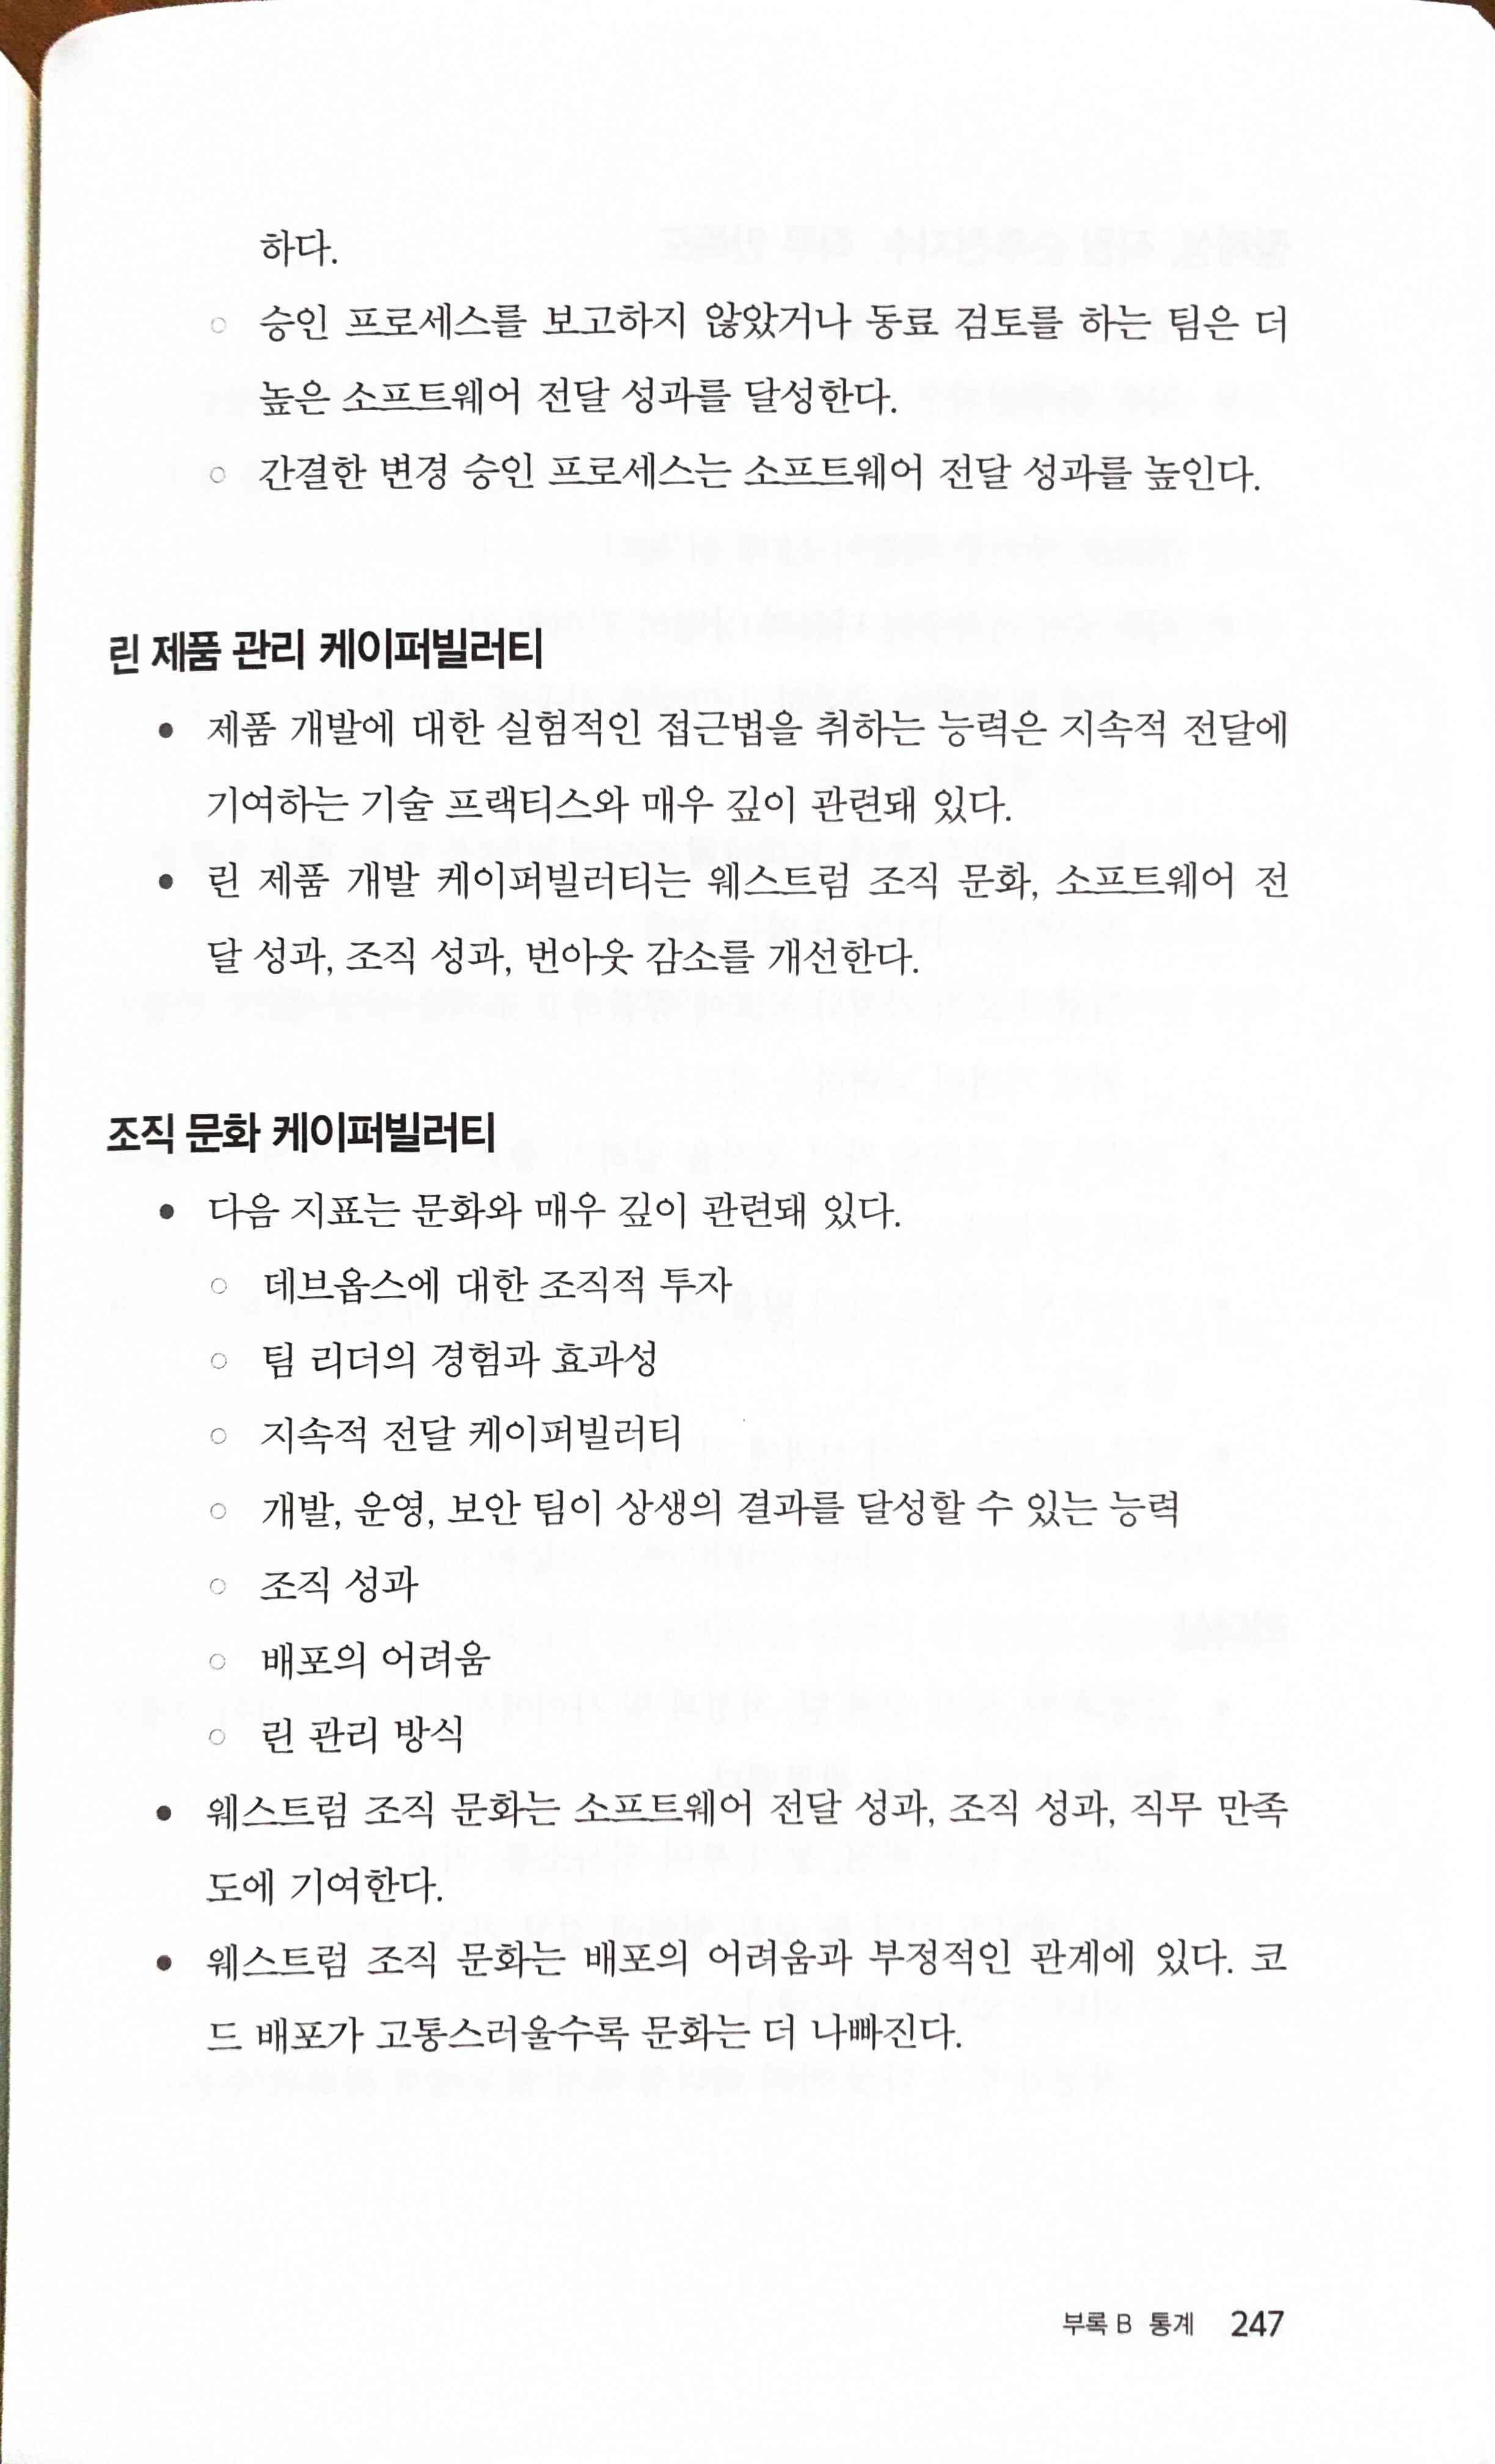 하다.
○ 승인 프로세스를 보고하지 않았거나 동료 검토를 하는 팀은 더
높은 소프트웨어 전달 성과를 달성한다.
○ 간결한 변경 승인 프로세스는 소프트웨어 전달 성과를 높인다.
린 제품 관리 케이퍼빌러티
● 제품 개발에 대한 실험적인 접근법을 취하는 능력은 지속적 전달에
기여하는 기술 프랙티스와 매우 깊이 관련돼 있다.
● 린 제품 개발 케이퍼빌러티는 웨스트럼 조직 문화, 소프트웨어 전
달 성과, 조직 성과, 번아웃 감소를 개선한다.
조직 문화 케이퍼빌러티
● 다음 지표는 문화와 매우 깊이 관련돼 있다.
○ 데브옵스에 대한 조직적 투자
○ 팀 리더의 경험과 효과성
○ 지속적 전달 케이퍼빌러티
○ 개발, 운영, 보안 팀이 상생의 결과를 달성할 수 있는 능력
○ 조직 성과
○ 배포의 어려움
○ 린 관리 방식
● 웨스트럼 조직 문화는 소프트웨어 전달 성과, 조직 성과, 직무 만족
도에 기여한다.
● 웨스트럼 조직 문화는 배포의 어려움과 부정적인 관계에 있다. 코
드 배포가 고통스러울수록 문화는 더 나빠진다.
부록 B 통계 247